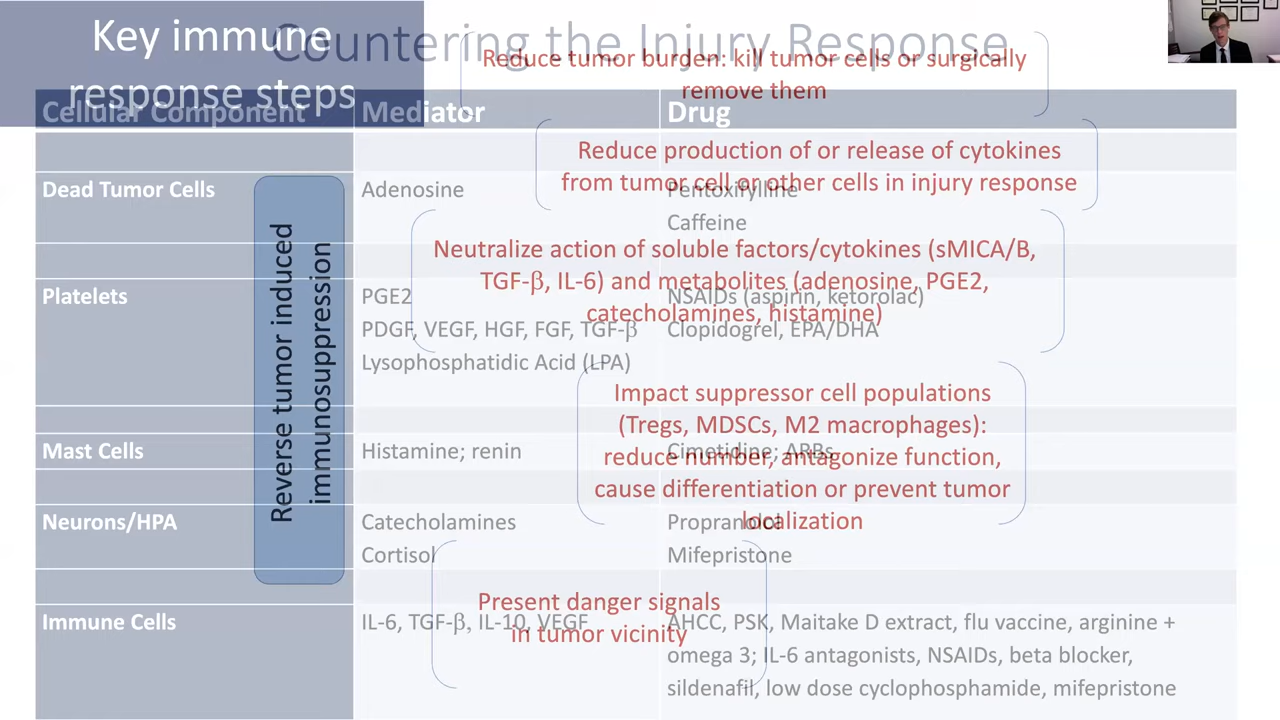 Key immune
response steps
Countering the Injury Response
Reduce tumor burden: kill tumor cells or surgically
remove them
Reduce production of or release of cytokines
from tumor cell or other cells in injury response
Neutralize action of soluble factors/cytokines (sMICA/B,
TGF-β, IL-6) and metabolites (adenosine, PGE2,
catecholamines, histamine)
Impact suppressor cell populations
(Tregs, MDSCs, M2 macrophages):
reduce number, antagonize function,
cause differentiation or prevent tumor
localization
Present danger signals
in tumor vicinity
Reverse tumor induced
immunosuppression
Cellular Component Mediator Drug
Dead Tumor Cells Adenosine Pentoxifylline
Caffeine
Platelets PGE2 NSAIDs (aspirin, ketorolac)
PDGF, VEGF, HGF, FGF, TGF-β Clopidogrel, EPA/DHA
Lysophosphatidic Acid (LPA)
Mast Cells Histamine; renin Cimetidine; ARBs
Neurons/HPA Catecholamines Propranolol
Cortisol Mifepristone
Immune Cells IL-6, TGF-β, IL-10, VEGF AHCC, PSK, Maitake D extract, flu vaccine, arginine +
omega 3; IL-6 antagonists, NSAIDs, beta blocker,
sildenafil, low dose cyclophosphamide, mifepristone